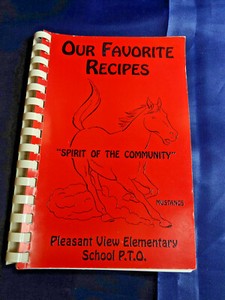 OUR FAVORITE
RECIPES
"SPIRIT OF THE COMMUNITY"
MUSTANGS
Pleasant View Elementary
School P.T.O.